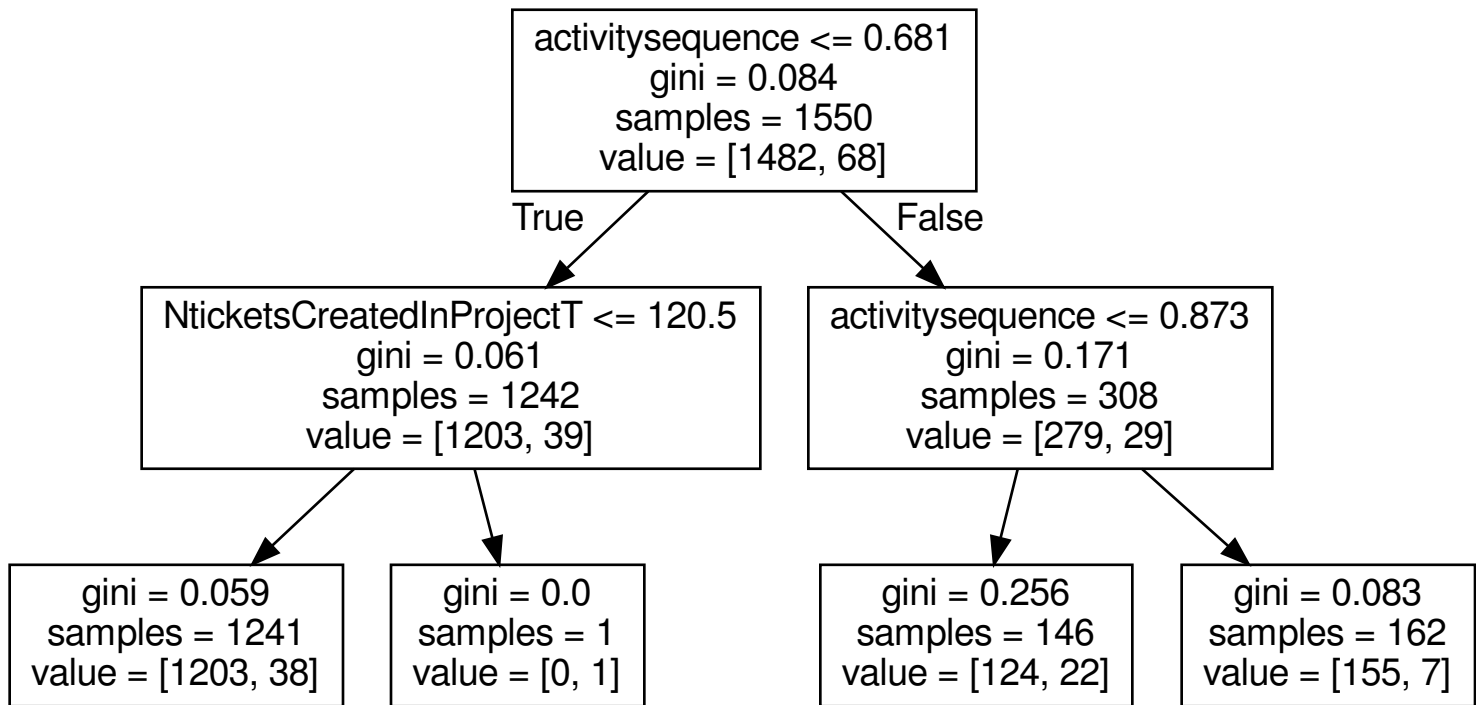 activitysequence <= 0.681
gini = 0.084
samples = 1550
value = [1482, 68]
True
False
NticketsCreatedInProjectT <= 120.5
gini = 0.061
samples = 1242
value = [1203, 39]
activitysequence <= 0.873
gini = 0.171
samples = 308
value = [279, 29]
gini = 0.059
samples = 1241
value = [1203, 38]
gini = 0.0
samples = 1
value = [0, 1]
gini = 0.256
samples = 146
value = [124, 22]
gini = 0.083
samples = 162
value = [155, 7]